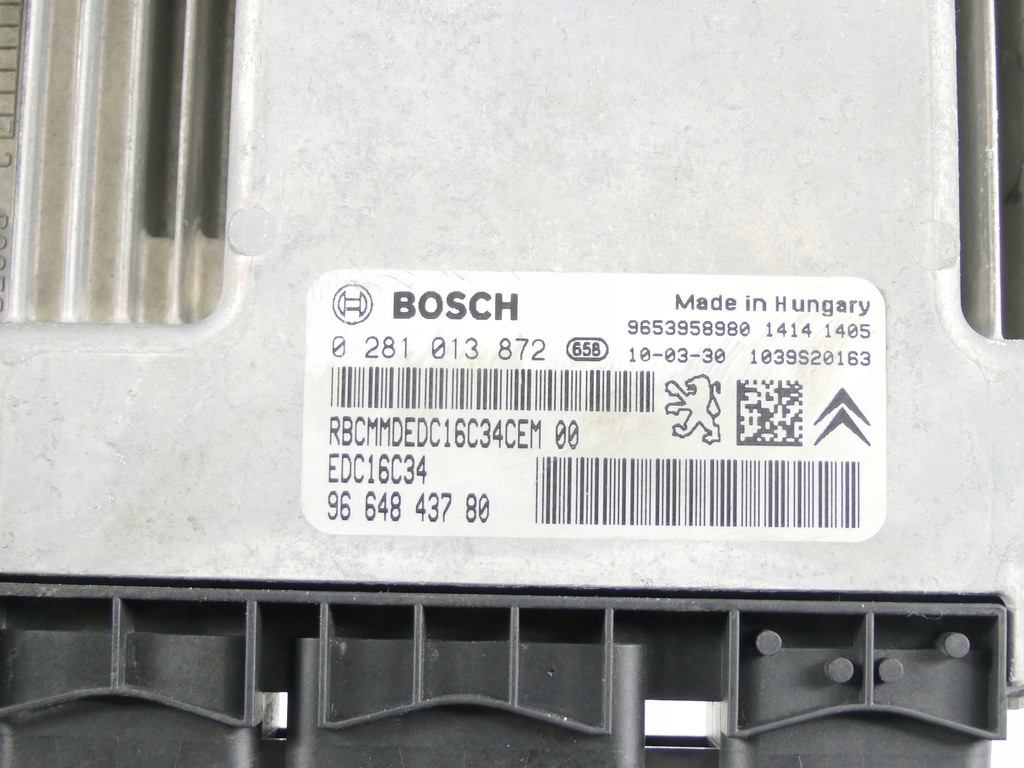 BOSCH
Made in Hungary
9653958980 1414 1405
0 281 013 872 658
10-03-30 1039S20163
RBCMMDEDC16C34CEM 00
EDC16C34
96 648 437 80